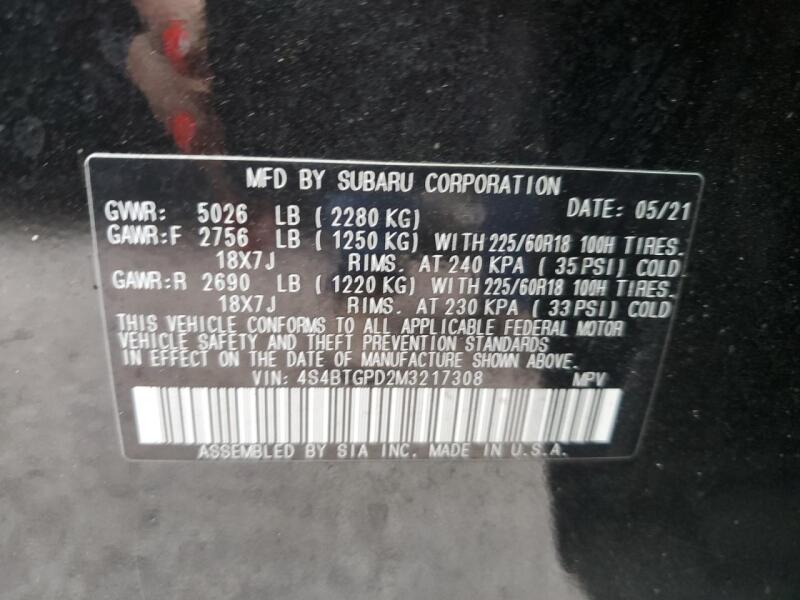 MFD BY SUBARU CORPORATION
GVWR: 5026 LB ( 2280 KG) DATE: 05/21
GAWR:F 2756 LB ( 1250 KG) WITH 225/60R18 100H TIRES.
18X7J RIMS. AT 240 KPA ( 35 PSI) COLD
GAWR:R 2690 LB ( 1220 KG) WITH 225/60R18 100H TIRES.
18X7J RIMS. AT 230 KPA ( 33 PSI) COLD
THIS VEHICLE CONFORMS TO ALL APPLICABLE FEDERAL MOTOR
VEHICLE SAFETY AND THEFT PREVENTION STANDARDS
IN EFFECT ON THE DATE OF MANUFACTURE SHOWN ABOVE.
VIN: 4S4BTGPD2M3217308 MPV
ASSEMBLED BY SIA INC. MADE IN U.S.A.